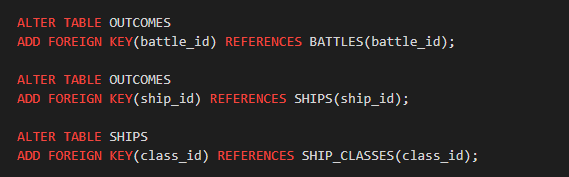 ALTER TABLE OUTCOMES
ADD FOREIGN KEY(battle_id) REFERENCES BATTLES(battle_id);
ALTER TABLE OUTCOMES
ADD FOREIGN KEY(ship_id) REFERENCES SHIPS(ship_id);
ALTER TABLE SHIPS
ADD FOREIGN KEY(class_id) REFERENCES SHIP_CLASSES(class_id);